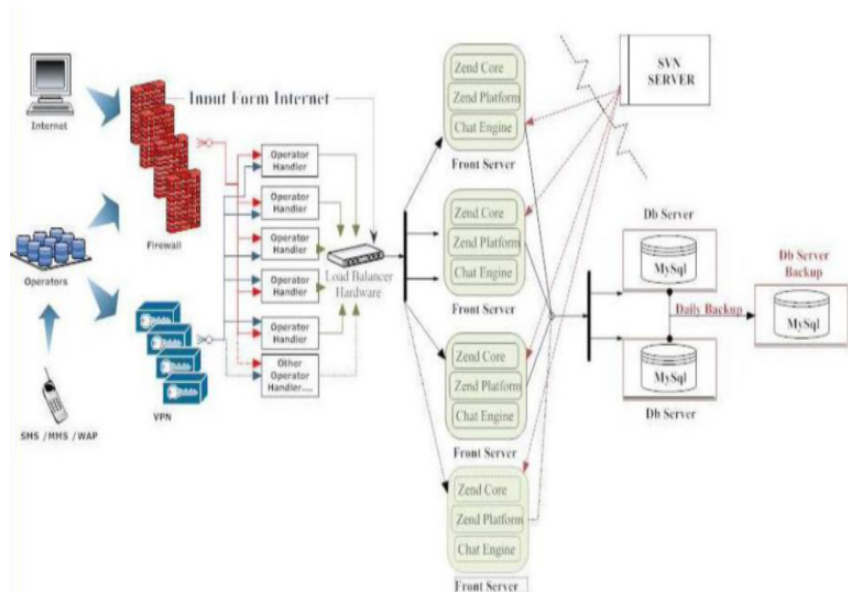 Internet
Input Form Internet
Firewall
Operators
SMS /MMS /WAP
VPN
Operator
Handler
Operator
Handler
Operator
Handler
Operator
Handler
Operator
Handler
Other
Operator
Handler....
Load Balancer
Hardware
Zend Core
Zend Platform
Chat Engine
Front Server
Zend Core
Zend Platform
Chat Engine
Front Server
Zend Core
Zend Platform
Chat Engine
Front Server
Zend Core
Zend Platform
Chat Engine
Front Server
SVN
SERVER
Db Server
MySql
Daily Backup
MySql
Db Server
Db Server
Backup
MySql